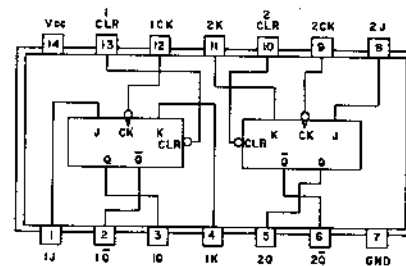 1 2
Vcc CLR 1CK 2K CLR 2CK 2J
14 13 12 11 10 9 8
J CK K K CK J
CLR CLR
Q Q̅ Q̅ Q
1 2 3 4 5 6 7
1J 1Q̅ 1Q 1K 2Q 2Q̅ GND